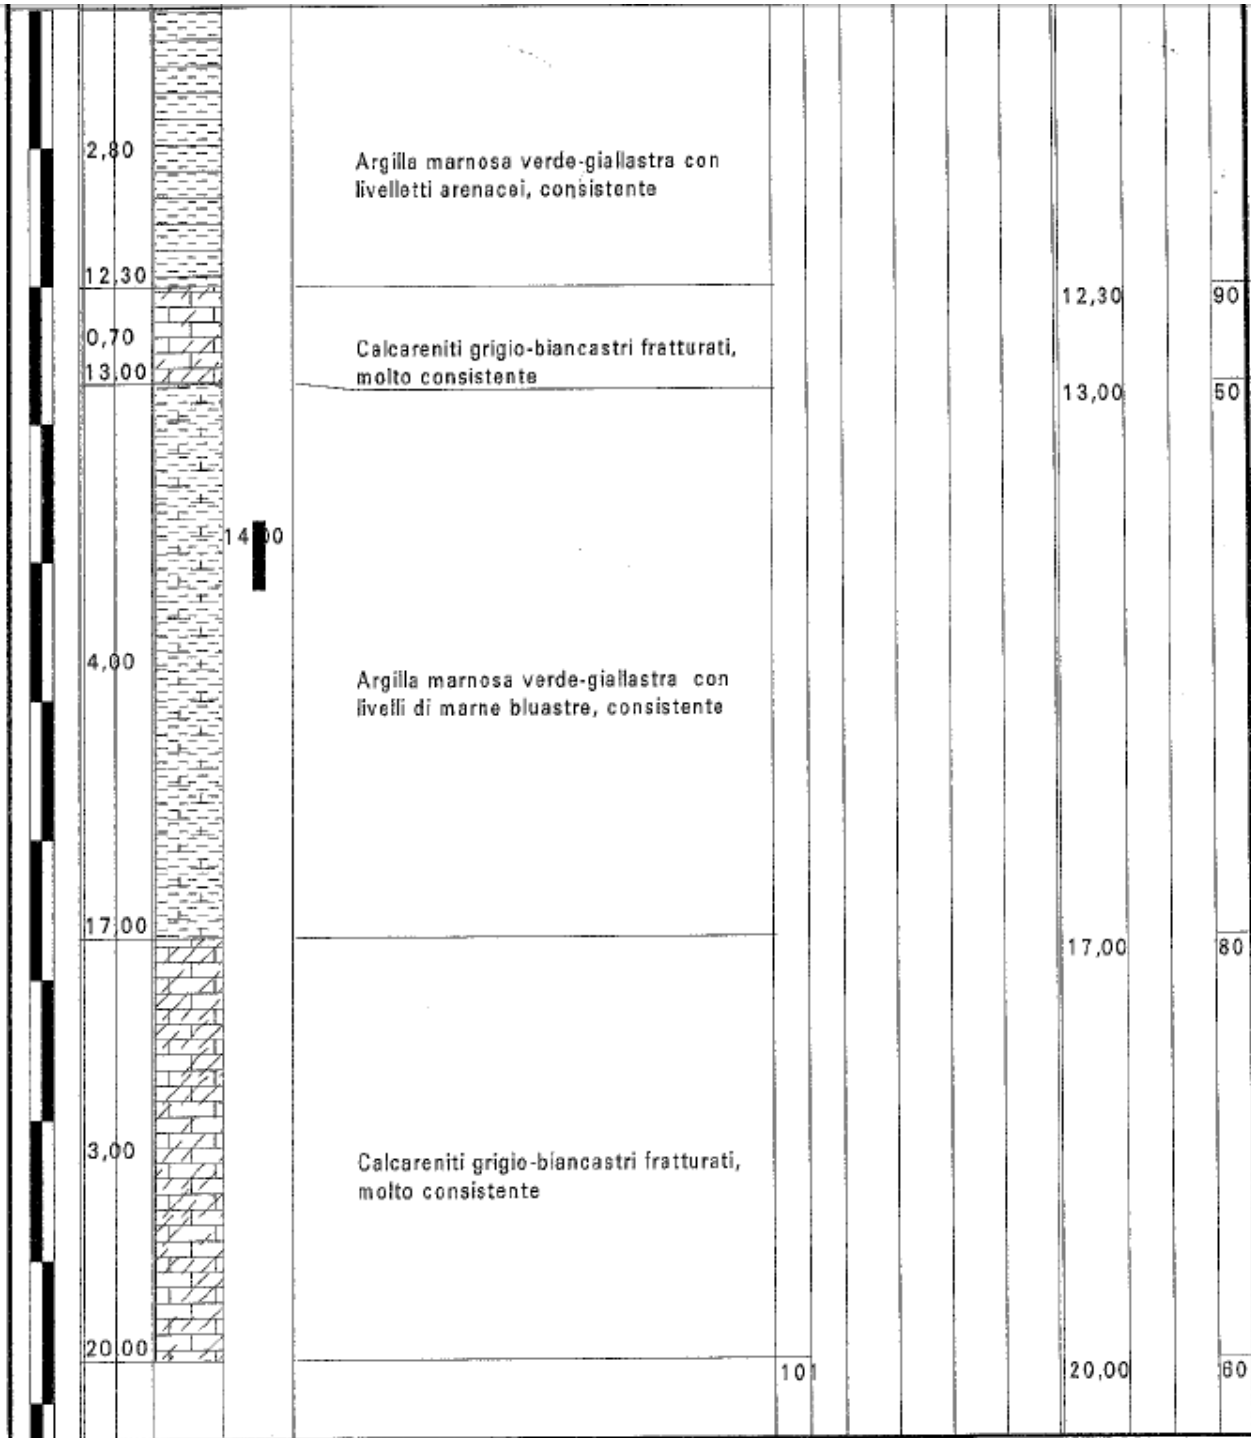 2,80
Argilla marnosa verde-giallastra con
livelletti arenacei, consistente
12,30
12,30
90
0,70
Calcareniti grigio-biancastri fratturati,
molto consistente
13,00
13,00
50
14,00
4,00
Argilla marnosa verde-giallastra con
livelli di marne bluastre, consistente
17,00
17,00
80
3,00
Calcareniti grigio-biancastri fratturati,
molto consistente
20,00
101
20,00
60